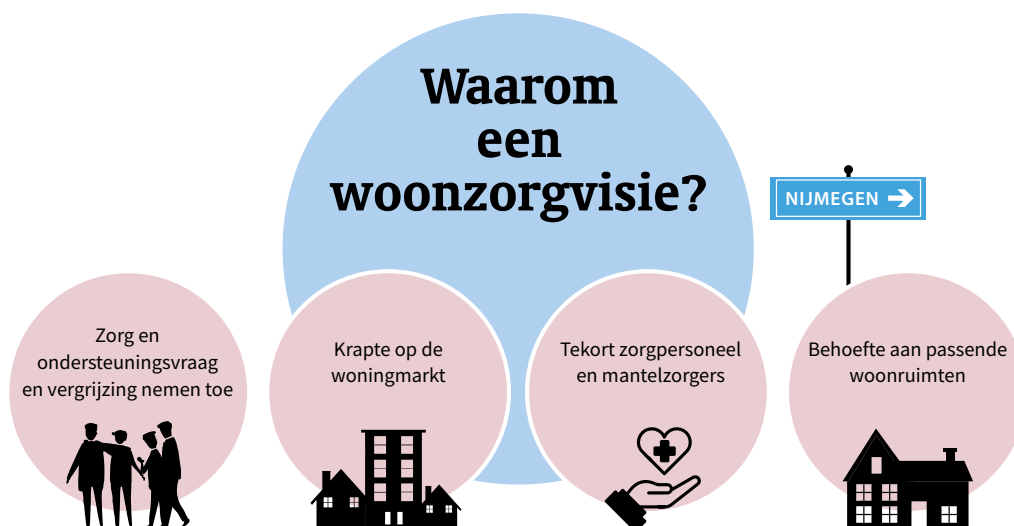 Waarom
een
woonzorgvisie?
NIJMEGEN
Zorg en
ondersteuningsvraag
en vergrijzing nemen toe
Krapte op de
woningmarkt
Tekort zorgpersoneel
en mantelzorgers
Behoefte aan passende
woonruimten